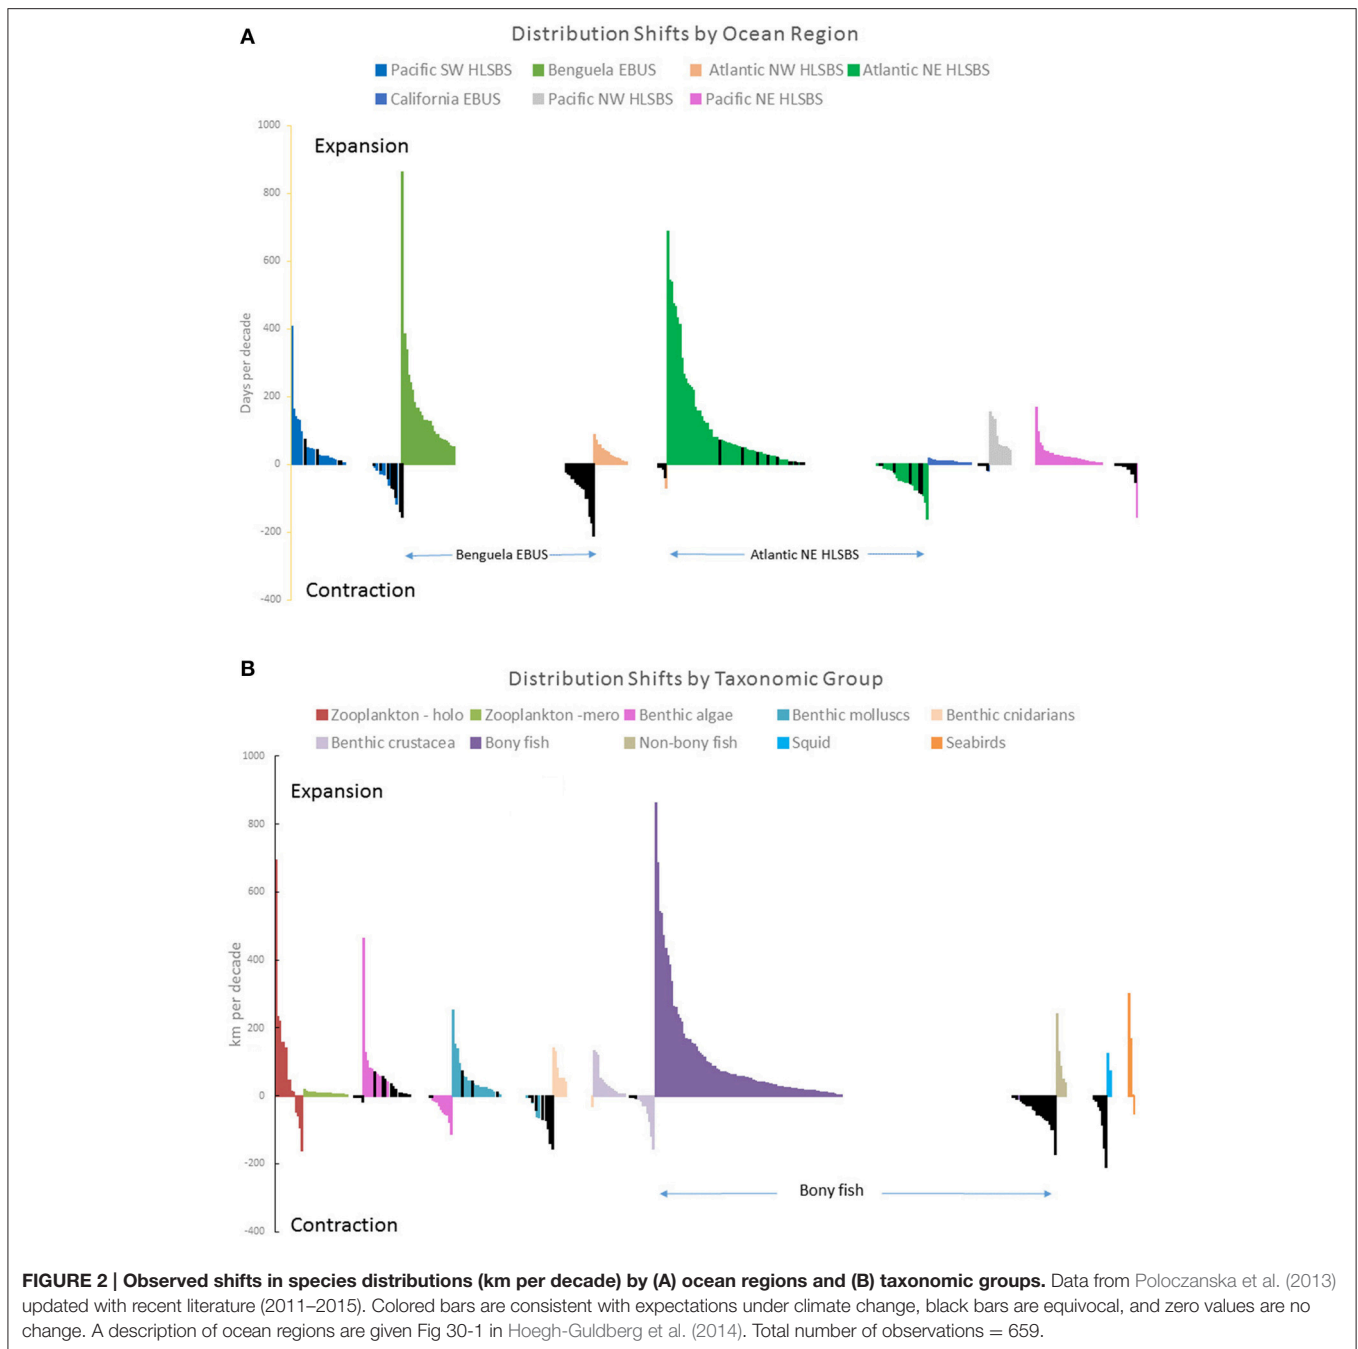 A
Distribution Shifts by Ocean Region
Pacific SW HLSBS Benguela EBUS Atlantic NW HLSBS Atlantic NE HLSBS
California EBUS Pacific NW HLSBS Pacific NE HLSBS
1000
Expansion
800
600
400
Days per decade
200
0
-200
Benguela EBUS Atlantic NE HLSBS
Contraction
-400
B
Distribution Shifts by Taxonomic Group
Zooplankton - holo Zooplankton -mero Benthic algae Benthic molluscs Benthic cnidarians
Benthic crustacea Bony fish Non-bony fish Squid Seabirds
1000
Expansion
800
600
400
km per decade
200
0
-200
Bony fish
Contraction
-400
FIGURE 2 | Observed shifts in species distributions (km per decade) by (A) ocean regions and (B) taxonomic groups. Data from Poloczanska et al. (2013)
updated with recent literature (2011–2015). Colored bars are consistent with expectations under climate change, black bars are equivocal, and zero values are no
change. A description of ocean regions are given Fig 30-1 in Hoegh-Guldberg et al. (2014). Total number of observations = 659.